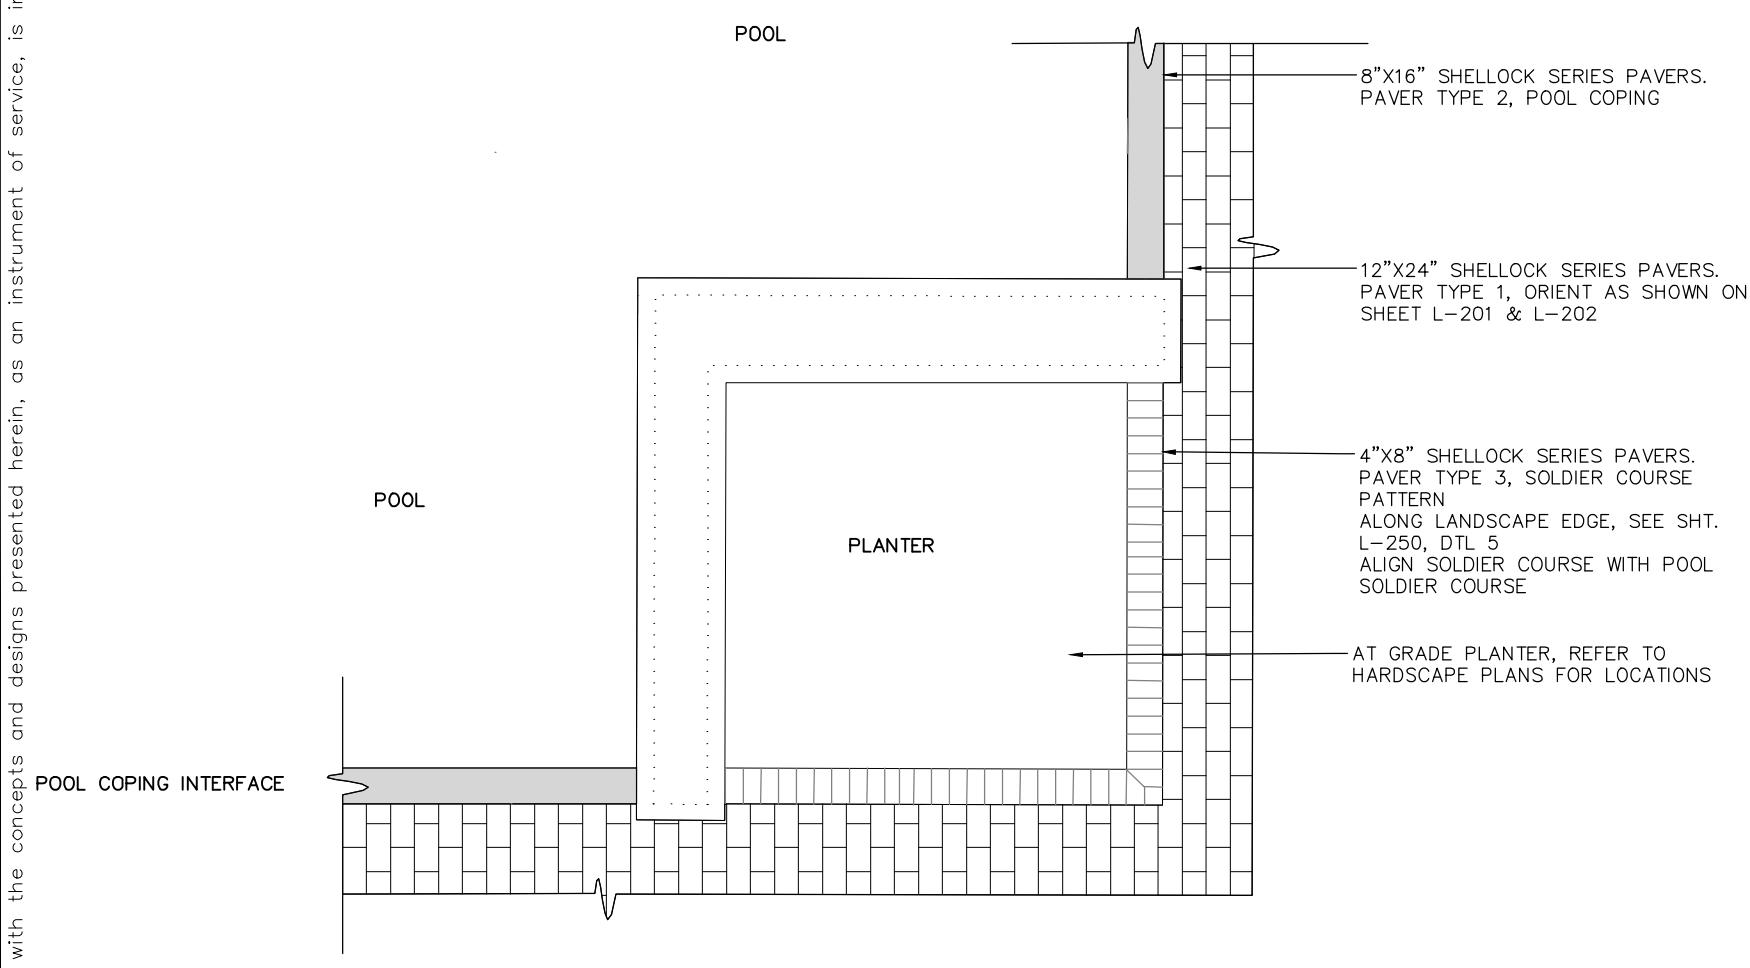 with the concepts and designs presented herein, as an instrument of service, is
POOL
8”X16” SHELLOCK SERIES PAVERS.
PAVER TYPE 2, POOL COPING
12”X24” SHELLOCK SERIES PAVERS.
PAVER TYPE 1, ORIENT AS SHOWN ON
SHEET L–201 & L–202
4”X8” SHELLOCK SERIES PAVERS.
PAVER TYPE 3, SOLDIER COURSE
PATTERN
ALONG LANDSCAPE EDGE, SEE SHT.
L–250, DTL 5
ALIGN SOLDIER COURSE WITH POOL
SOLDIER COURSE
POOL
PLANTER
AT GRADE PLANTER, REFER TO
HARDSCAPE PLANS FOR LOCATIONS
POOL COPING INTERFACE